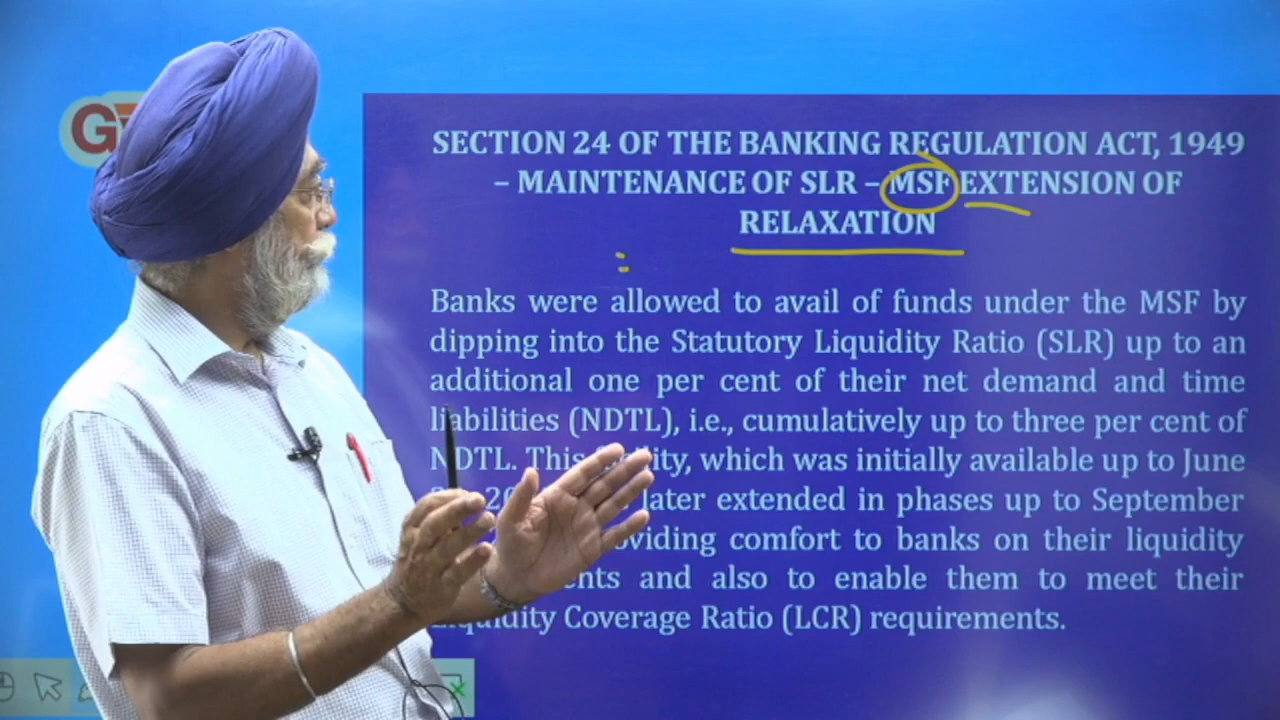 G
SECTION 24 OF THE BANKING REGULATION ACT, 1949
– MAINTENANCE OF SLR – MSF EXTENSION OF
RELAXATION
Banks were allowed to avail of funds under the MSF by
dipping into the Statutory Liquidity Ratio (SLR) up to an
additional one per cent of their net demand and time
liabilities (NDTL), i.e., cumulatively up to three per cent of
NDTL. This was initially available up to June
later extended in phases up to September
comfort to banks on their liquidity
and also to enable them to meet their
Liquidity Coverage Ratio (LCR) requirements.